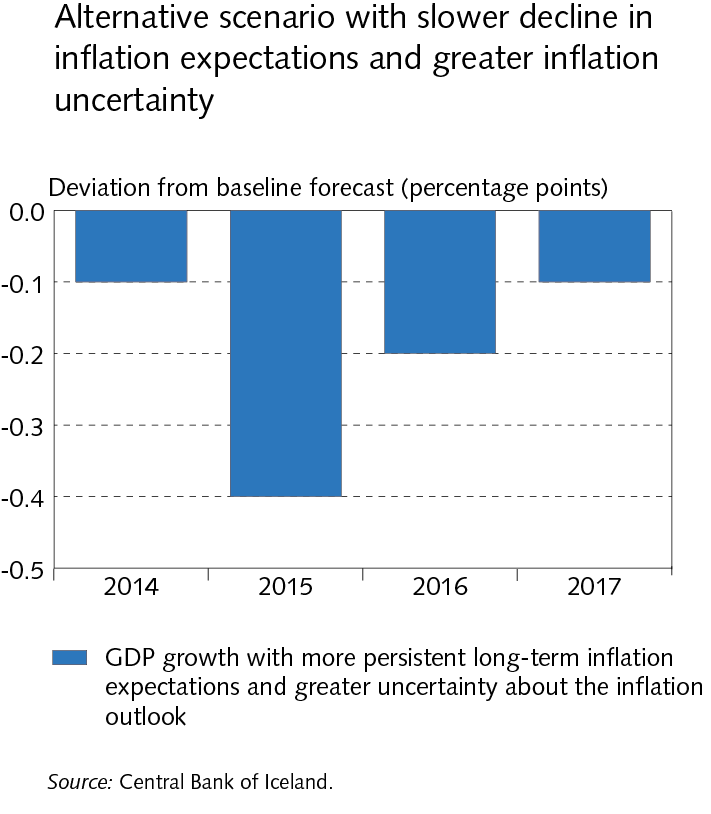 Alternative scenario with slower decline in
inflation expectations and greater inflation
uncertainty
Deviation from baseline forecast (percentage points)
0.0
-0.1
-0.2
-0.3
-0.4
-0.5
2014 2015 2016 2017
GDP growth with more persistent long-term inflation
expectations and greater uncertainty about the inflation
outlook
Source: Central Bank of Iceland.